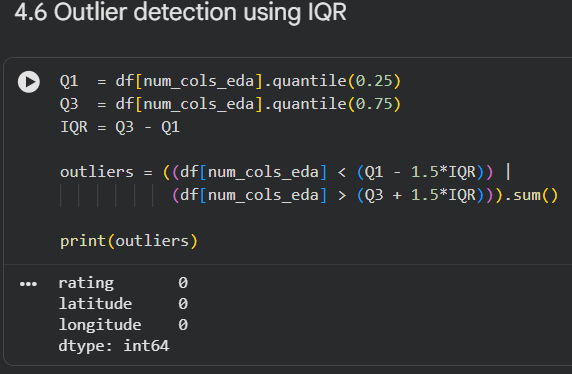 4.6 Outlier detection using IQR
Q1  = df[num_cols_eda].quantile(0.25)
Q3  = df[num_cols_eda].quantile(0.75)
IQR = Q3 - Q1
outliers = ((df[num_cols_eda] < (Q1 - 1.5*IQR)) |
            (df[num_cols_eda] > (Q3 + 1.5*IQR))).sum()
print(outliers)
rating       0
latitude     0
longitude    0
dtype: int64